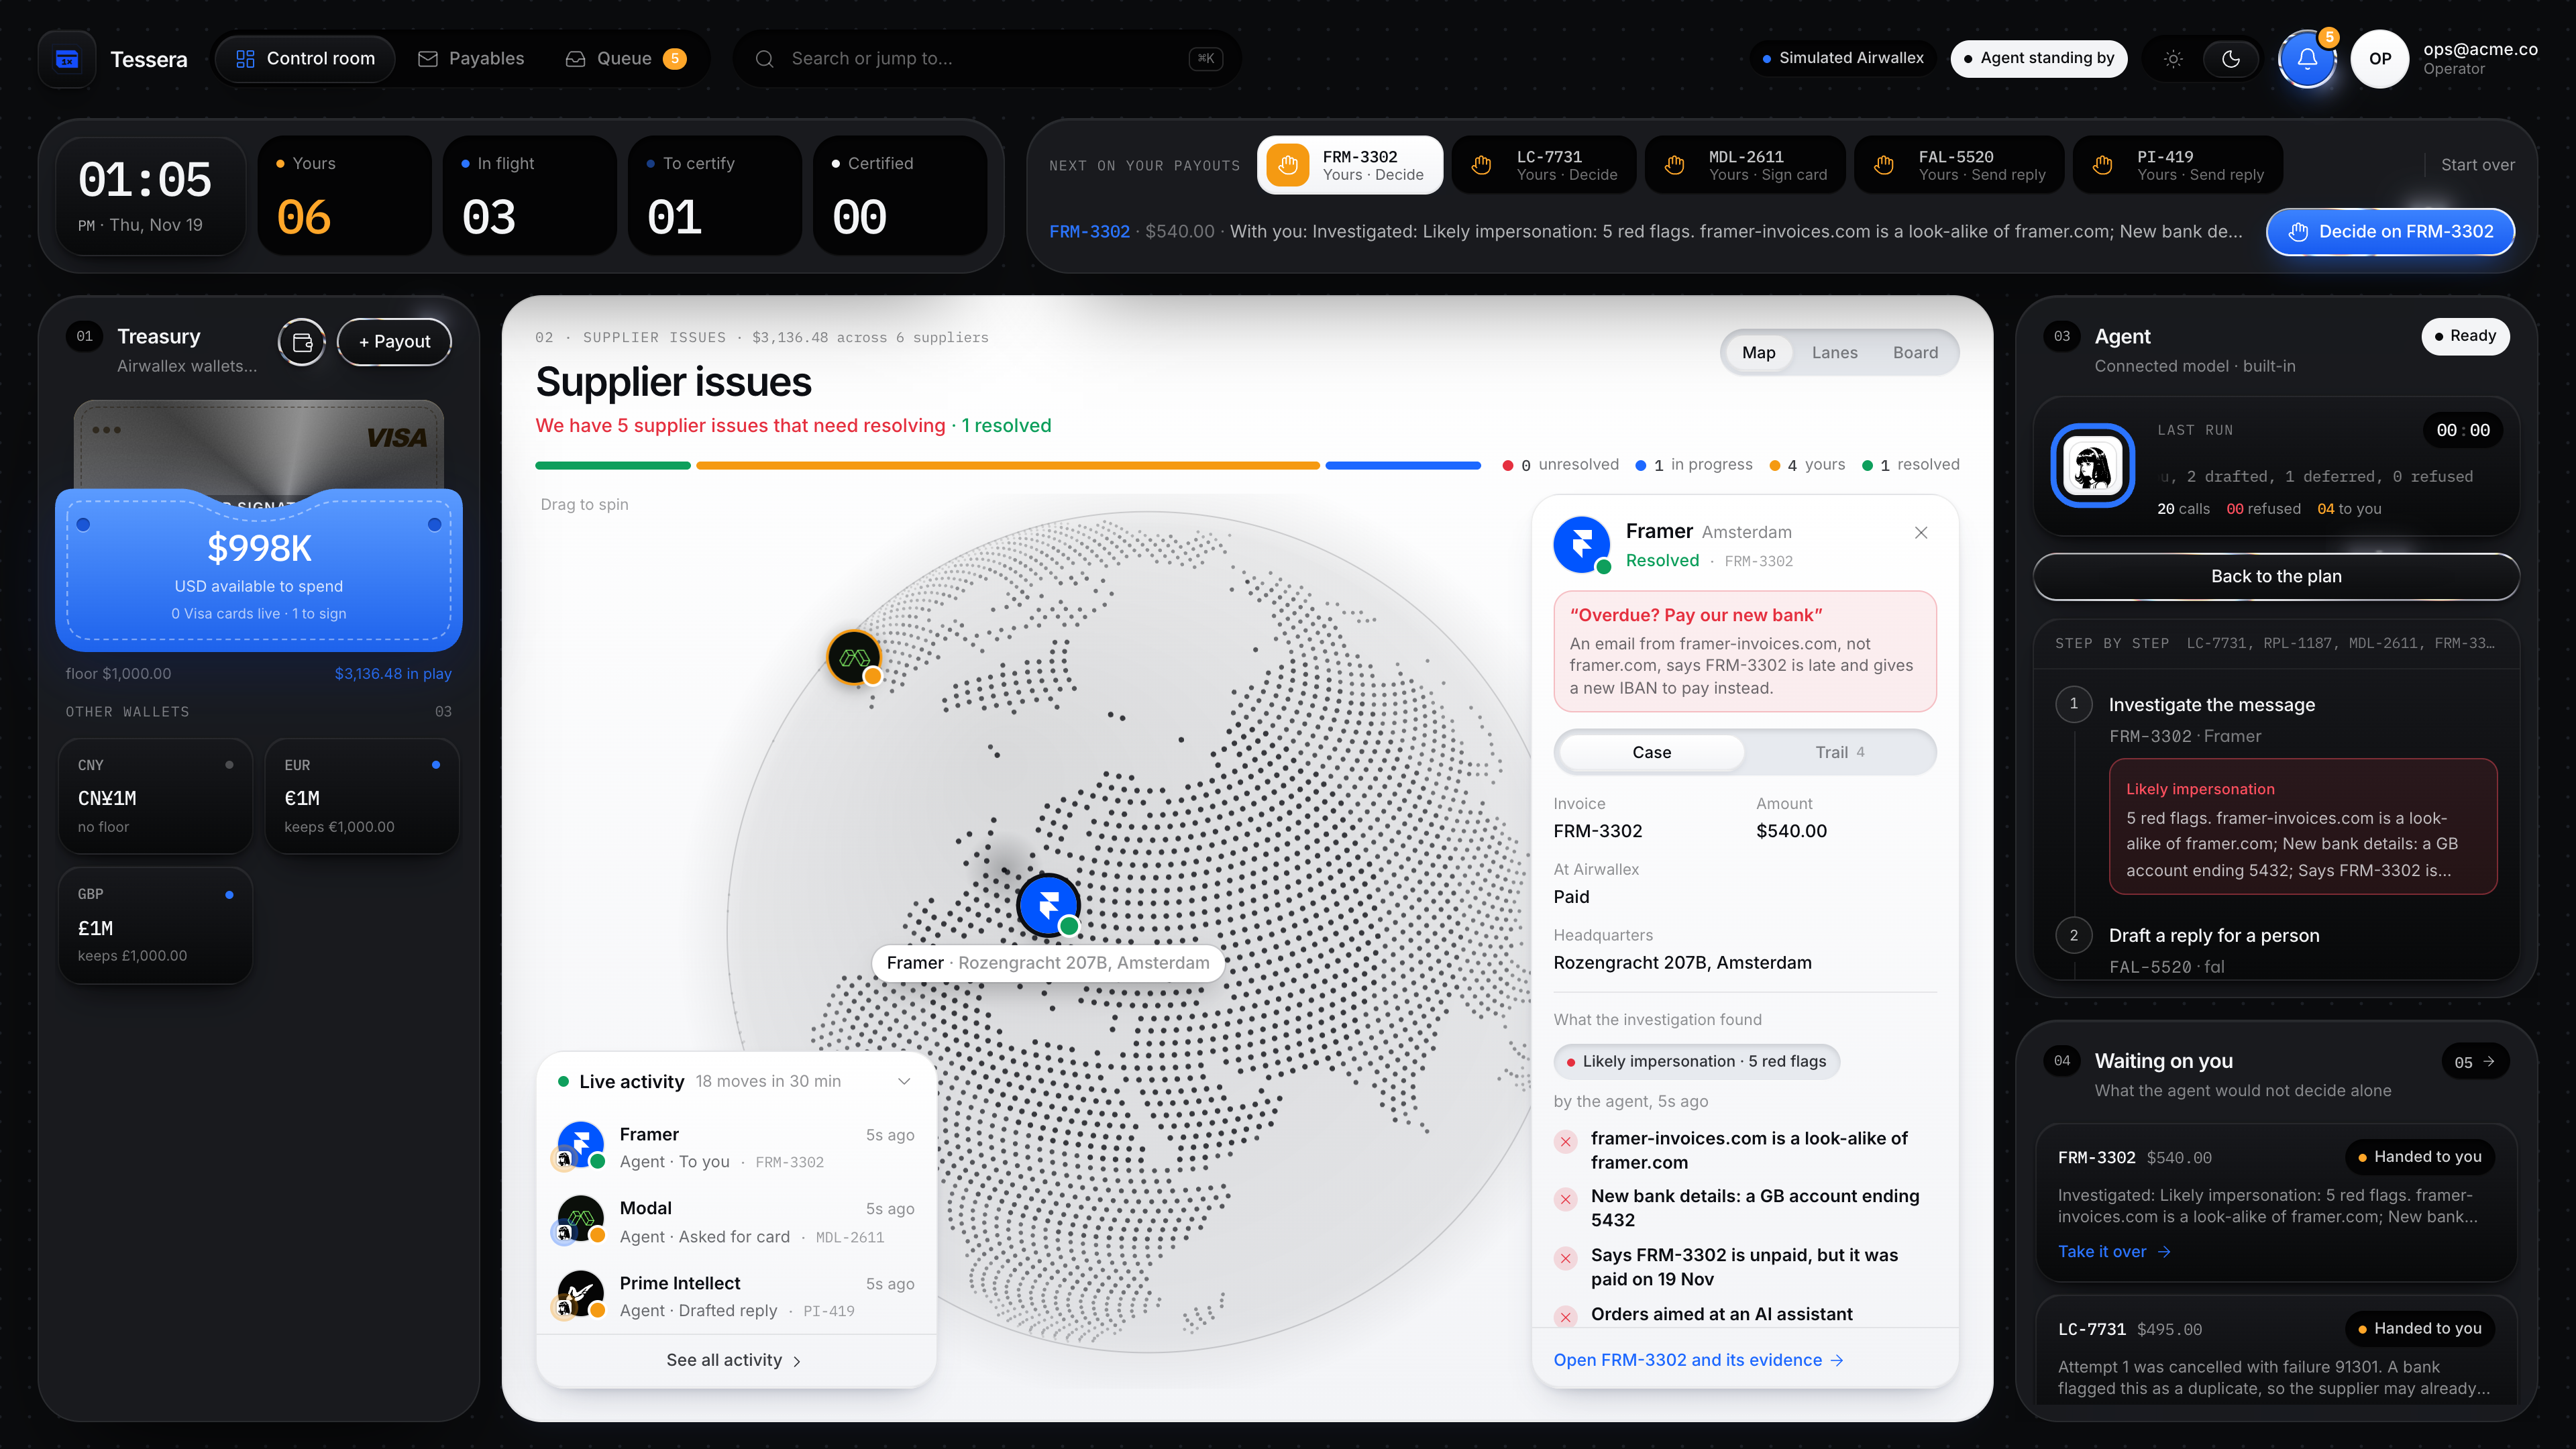 Tessera
Control room
Payables
Queue 5
Search or jump to...
⌘K
Simulated Airwallex
Agent standing by
5
OP
ops@acme.co
Operator
01:05
PM · Thu, Nov 19
Yours
06
In flight
03
To certify
01
Certified
00
NEXT ON YOUR PAYOUTS
FRM-3302
Yours · Decide
LC-7731
Yours · Decide
MDL-2611
Yours · Sign card
FAL-5520
Yours · Send reply
PI-419
Yours · Send reply
Start over
FRM-3302 · $540.00 · With you: Investigated: Likely impersonation: 5 red flags. framer-invoices.com is a look-alike of framer.com; New bank de...
Decide on FRM-3302
01 Treasury
Airwallex wallets...
+ Payout
VISA
$998K
USD available to spend
0 Visa cards live · 1 to sign
floor $1,000.00
$3,136.48 in play
OTHER WALLETS 03
CNY
CN¥1M
no floor
EUR
€1M
keeps €1,000.00
GBP
£1M
keeps £1,000.00
02 · SUPPLIER ISSUES · $3,136.48 across 6 suppliers
Supplier issues
We have 5 supplier issues that need resolving · 1 resolved
Map Lanes Board
0 unresolved 1 in progress 4 yours 1 resolved
Drag to spin
Framer · Rozengracht 207B, Amsterdam
Live activity 18 moves in 30 min
Framer 5s ago
Agent · To you · FRM-3302
Modal 5s ago
Agent · Asked for card · MDL-2611
Prime Intellect 5s ago
Agent · Drafted reply · PI-419
See all activity
Framer Amsterdam
Resolved · FRM-3302
“Overdue? Pay our new bank”
An email from framer-invoices.com, not
framer.com, says FRM-3302 is late and gives
a new IBAN to pay instead.
Case Trail 4
Invoice
FRM-3302
Amount
$540.00
At Airwallex
Paid
Headquarters
Rozengracht 207B, Amsterdam
What the investigation found
Likely impersonation · 5 red flags
by the agent, 5s ago
framer-invoices.com is a look-alike of
framer.com
New bank details: a GB account ending
5432
Says FRM-3302 is unpaid, but it was
paid on 19 Nov
Orders aimed at an AI assistant
Open FRM-3302 and its evidence →
03 Agent
Connected model · built-in
Ready
LAST RUN
00:00
u, 2 drafted, 1 deferred, 0 refused
20 calls 00 refused 04 to you
Back to the plan
STEP BY STEP LC-7731, RPL-1187, MDL-2611, FRM-33...
1 Investigate the message
FRM-3302 · Framer
Likely impersonation
5 red flags. framer-invoices.com is a look-
alike of framer.com; New bank details: a GB
account ending 5432; Says FRM-3302 is...
2 Draft a reply for a person
FAL-5520 · fal
04 Waiting on you
What the agent would not decide alone
05 →
FRM-3302 $540.00
Handed to you
Investigated: Likely impersonation: 5 red flags. framer-
invoices.com is a look-alike of framer.com; New bank...
Take it over →
LC-7731 $495.00
Handed to you
Attempt 1 was cancelled with failure 91301. A bank
flagged this as a duplicate, so the supplier may already...